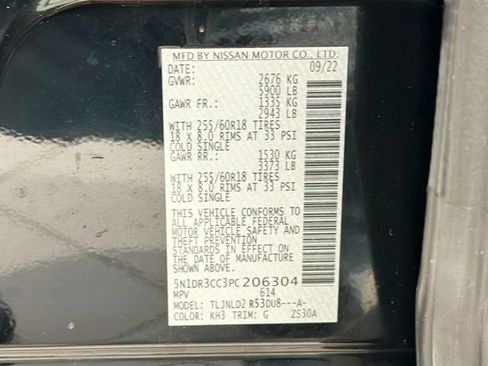 MFD BY NISSAN MOTOR CO., LTD.
DATE: 09/22
GVWR: 2676 KG
5900 LB
GAWR FR.: 1335 KG
2943 LB
WITH 255/60R18 TIRES
18 X 8.0 RIMS AT 33 PSI
COLD SINGLE
GAWR RR.: 1530 KG
3373 LB
WITH 255/60R18 TIRES
18 X 8.0 RIMS AT 33 PSI
COLD SINGLE
THIS VEHICLE CONFORMS TO
ALL APPLICABLE FEDERAL
MOTOR VEHICLE SAFETY AND
THEFT PREVENTION
STANDARDS IN EFFECT ON
THE DATE OF MANUFACTURE
SHOWN ABOVE.
5N1DR3CC3PC206304
MPV 614
MODEL: TLJNLD2 R53DU8---A-
COLOR: KH3 TRIM: G ZS30A